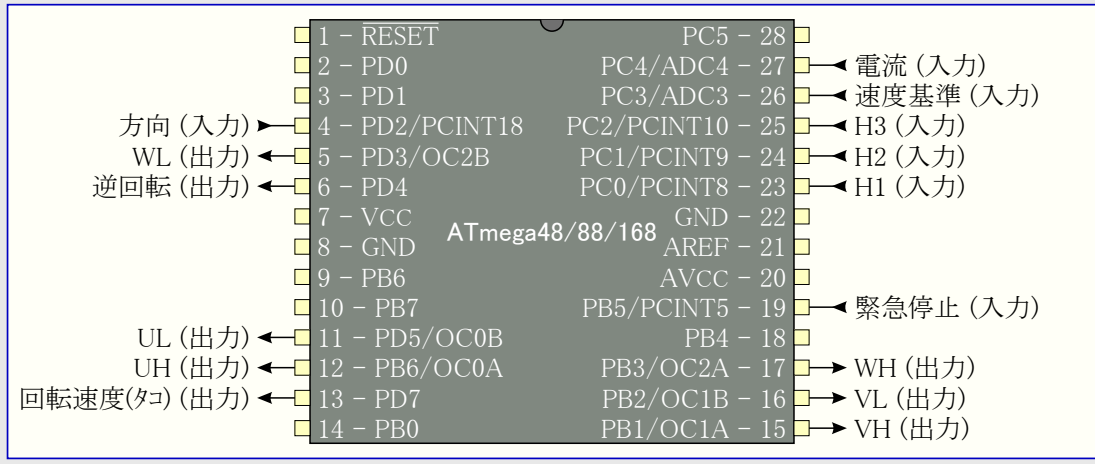 1 - RESET PC5 - 28
2 - PD0 PC4/ADC4 - 27 電流 (入力)
3 - PD1 PC3/ADC3 - 26 速度基準 (入力)
方向 (入力) 4 - PD2/PCINT18 PC2/PCINT10 - 25 H3 (入力)
WL (出力) 5 - PD3/OC2B PC1/PCINT9 - 24 H2 (入力)
逆回転 (出力) 6 - PD4 PC0/PCINT8 - 23 H1 (入力)
7 - VCC GND - 22
ATmega48/88/168
8 - GND AREF - 21
9 - PB6 AVCC - 20
10 - PB7 PB5/PCINT5 - 19 緊急停止 (入力)
UL (出力) 11 - PD5/OC0B PB4 - 18
UH (出力) 12 - PB6/OC0A PB3/OC2A - 17 WH (出力)
回転速度(ﾀｺ) (出力) 13 - PD7 PB2/OC1B - 16 VL (出力)
14 - PB0 PB1/OC1A - 15 VH (出力)